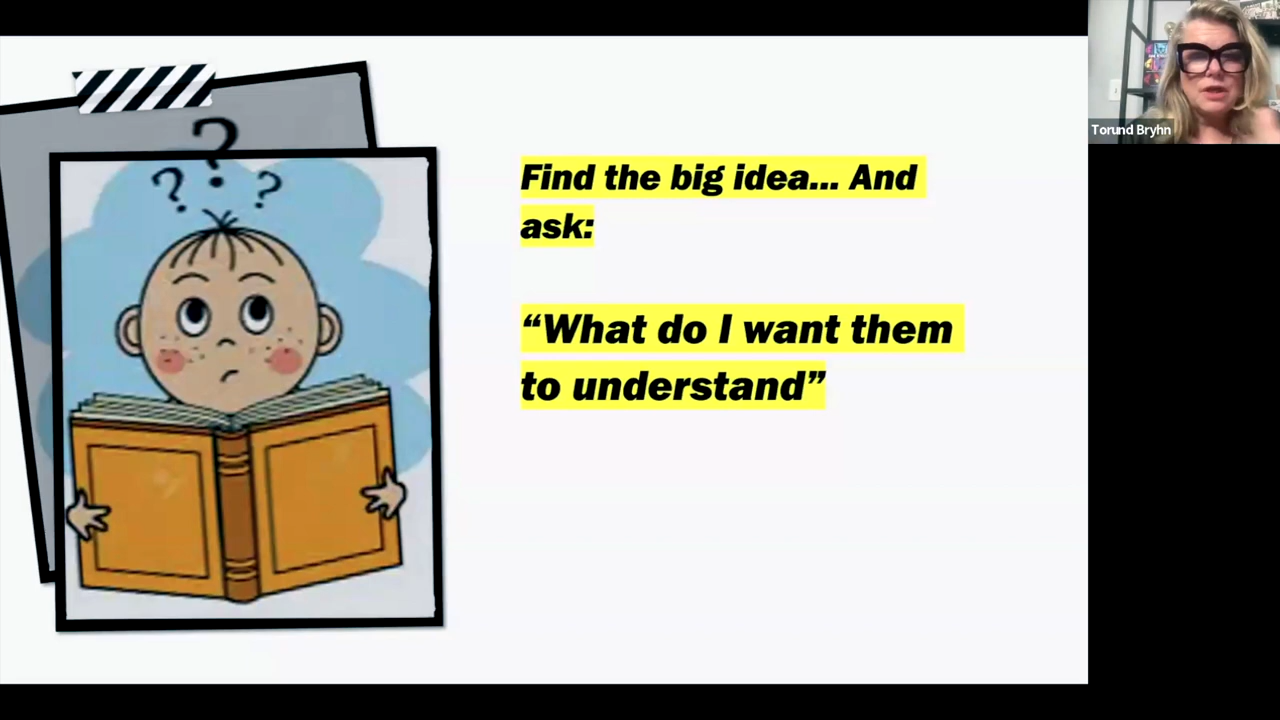 Find the big idea... And
ask:
“What do I want them
to understand”
? ? ?
Torund Bryhn